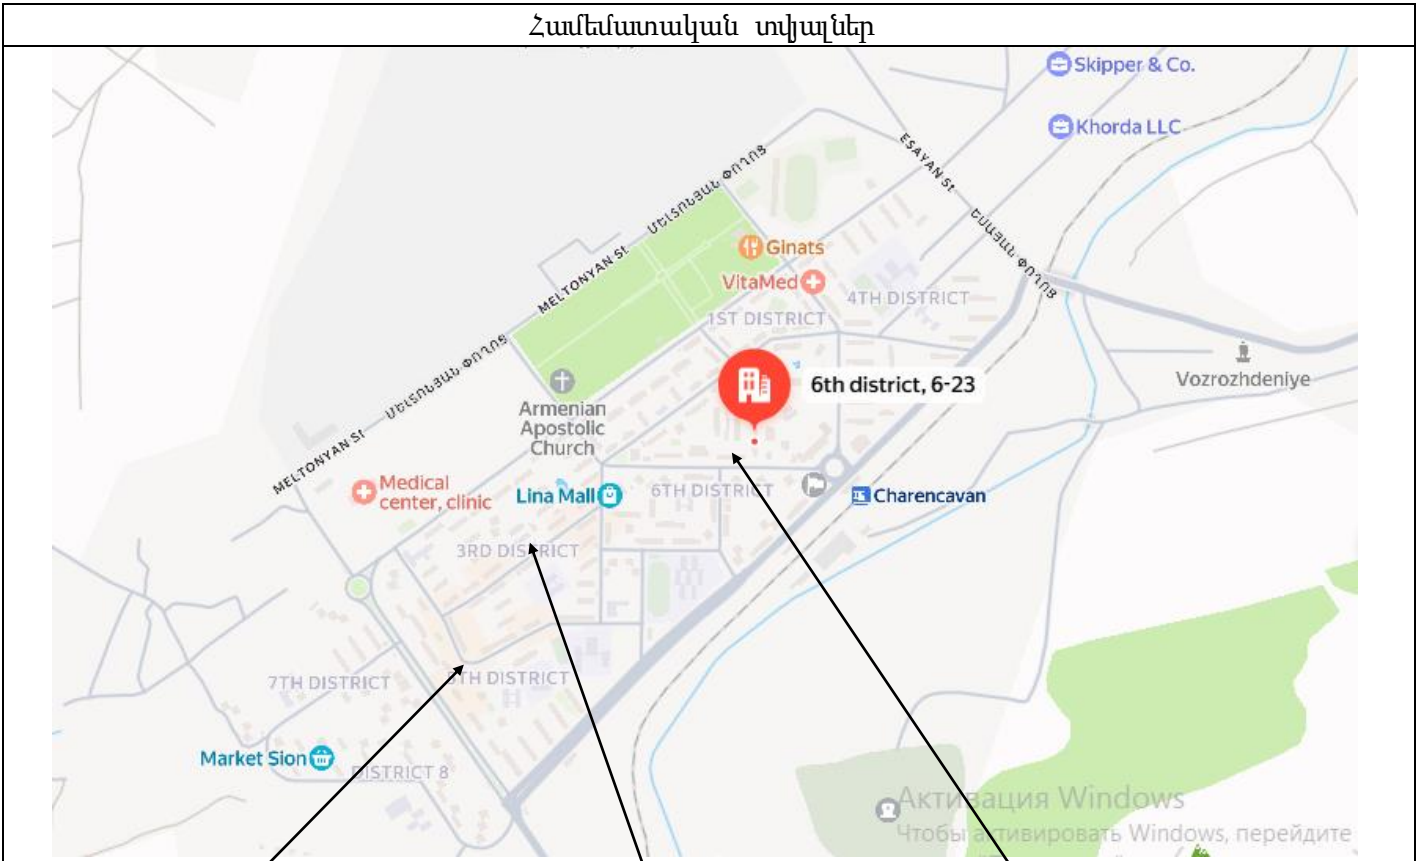 Համեմատական տվյալներ
Skipper & Co.
Khorda LLC
ESAYAN St
ԵՍԱՅԱՆ ՓՈՂՈՑ
MELTONYAN St
ՄԵԼՏՈՆՅԱՆ ՓՈՂՈՑ
Ginats
VitaMed
4TH DISTRICT
1ST DISTRICT
6th district, 6-23
Vozrozhdeniye
Armenian
Apostolic
Church
MELTONYAN St
ՄԵԼՏՈՆՅԱՆ ՓՈՂՈՑ
Medical
center, clinic
Lina Mall
6TH DISTRICT
Charencavan
3RD DISTRICT
7TH DISTRICT
TH DISTRICT
Market Sion
DISTRICT 8
Активация Windows
Чтобы активировать Windows, перейдите